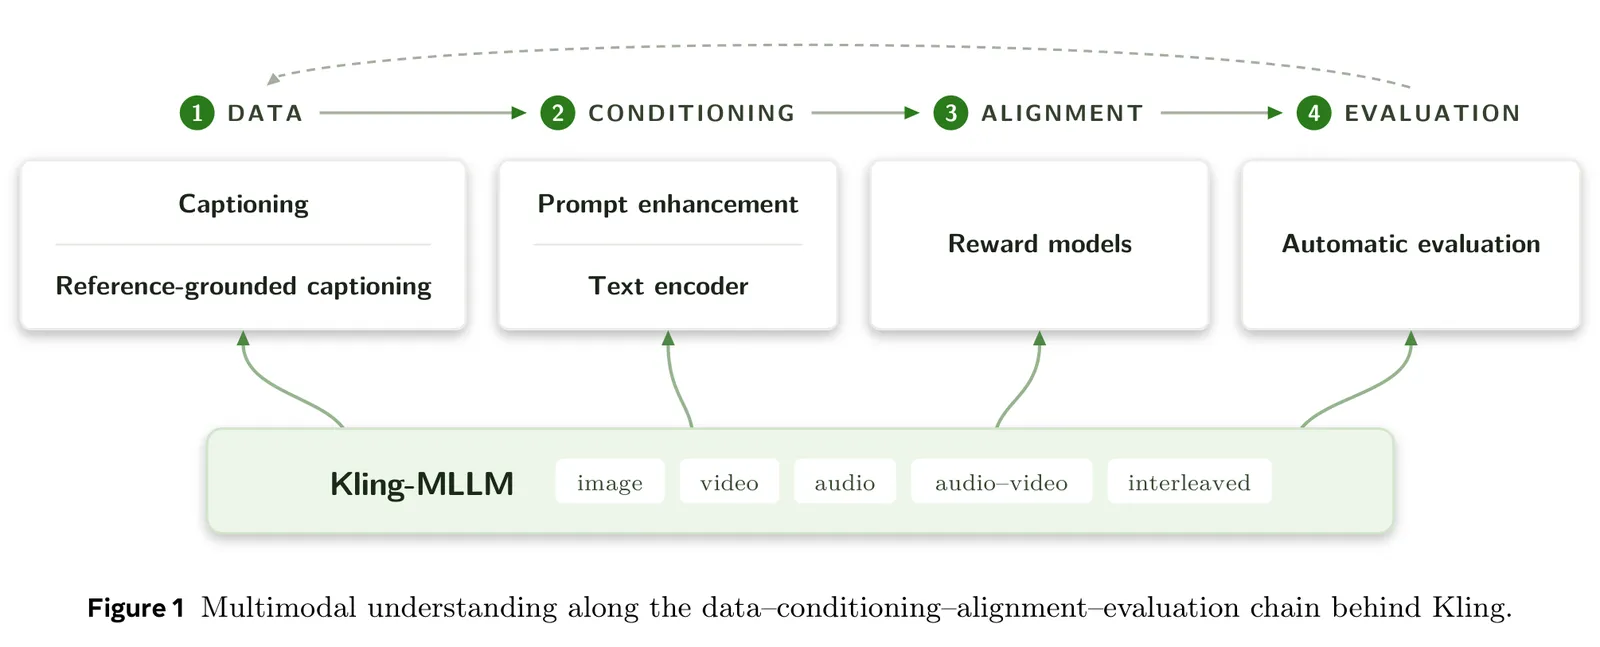 1 DATA
2 CONDITIONING
3 ALIGNMENT
4 EVALUATION
Captioning
Reference-grounded captioning
Prompt enhancement
Text encoder
Reward models
Automatic evaluation
Kling-MLLM image video audio audio–video interleaved
Figure 1 Multimodal understanding along the data–conditioning–alignment–evaluation chain behind Kling.